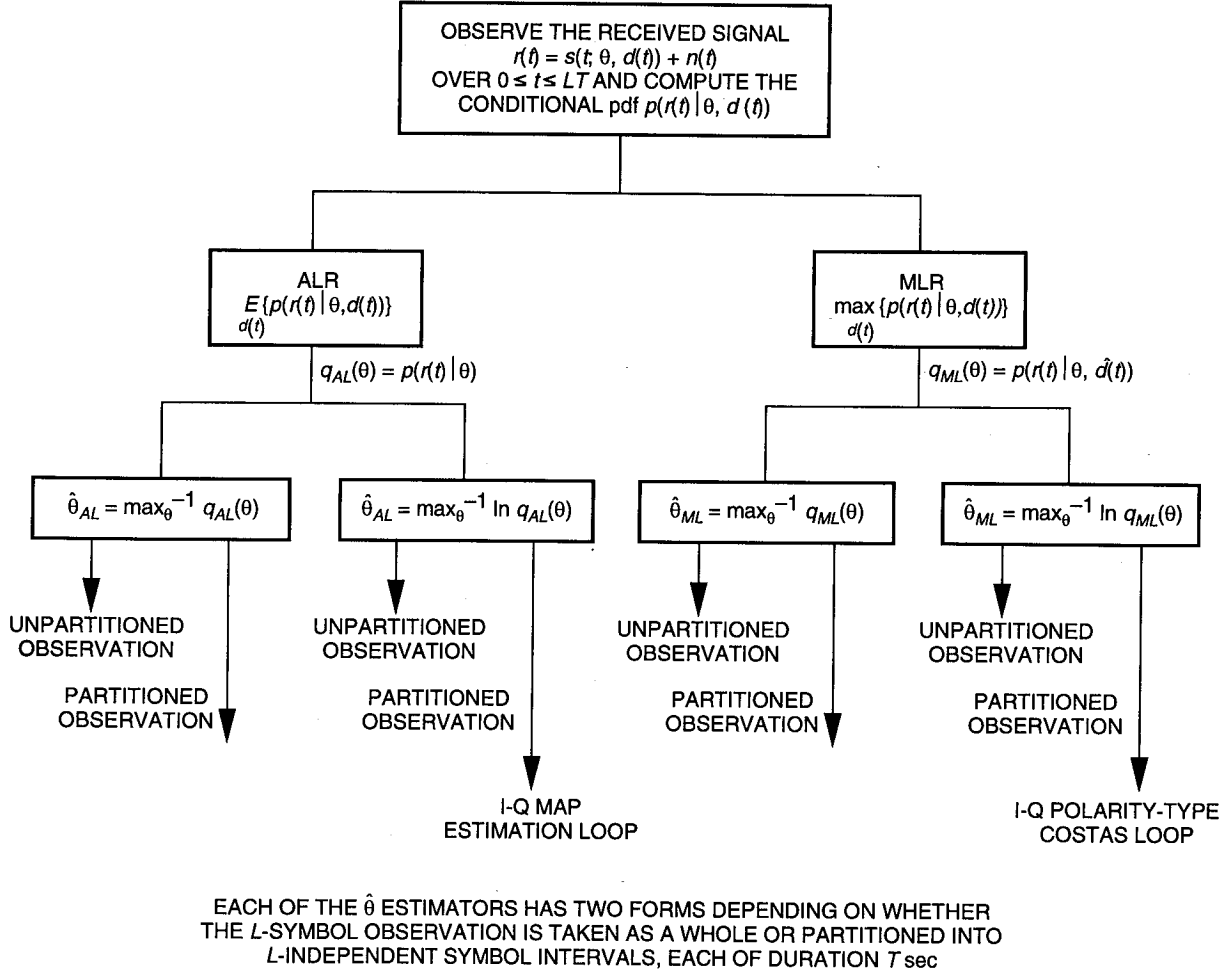 OBSERVE THE RECEIVED SIGNAL
r(t) = s(t; θ, d(t)) + n(t)
OVER 0 ≤ t ≤ LT AND COMPUTE THE
CONDITIONAL pdf p(r(t)│θ, d (t))
ALR
E {p(r(t)│θ,d(t))}
d(t)
MLR
max {p(r(t)│θ,d(t))}
d(t)
q_AL(θ) = p(r(t)│θ)
q_ML(θ) = p(r(t)│θ, d̂(t))
θ̂_AL = max_θ⁻¹ q_AL(θ)
θ̂_AL = max_θ⁻¹ ln q_AL(θ)
θ̂_ML = max_θ⁻¹ q_ML(θ)
θ̂_ML = max_θ⁻¹ ln q_ML(θ)
UNPARTITIONED
OBSERVATION
PARTITIONED
OBSERVATION
UNPARTITIONED
OBSERVATION
PARTITIONED
OBSERVATION
UNPARTITIONED
OBSERVATION
PARTITIONED
OBSERVATION
UNPARTITIONED
OBSERVATION
PARTITIONED
OBSERVATION
I-Q MAP
ESTIMATION LOOP
I-Q POLARITY-TYPE
COSTAS LOOP
EACH OF THE θ̂ ESTIMATORS HAS TWO FORMS DEPENDING ON WHETHER
THE L-SYMBOL OBSERVATION IS TAKEN AS A WHOLE OR PARTITIONED INTO
L-INDEPENDENT SYMBOL INTERVALS, EACH OF DURATION T sec